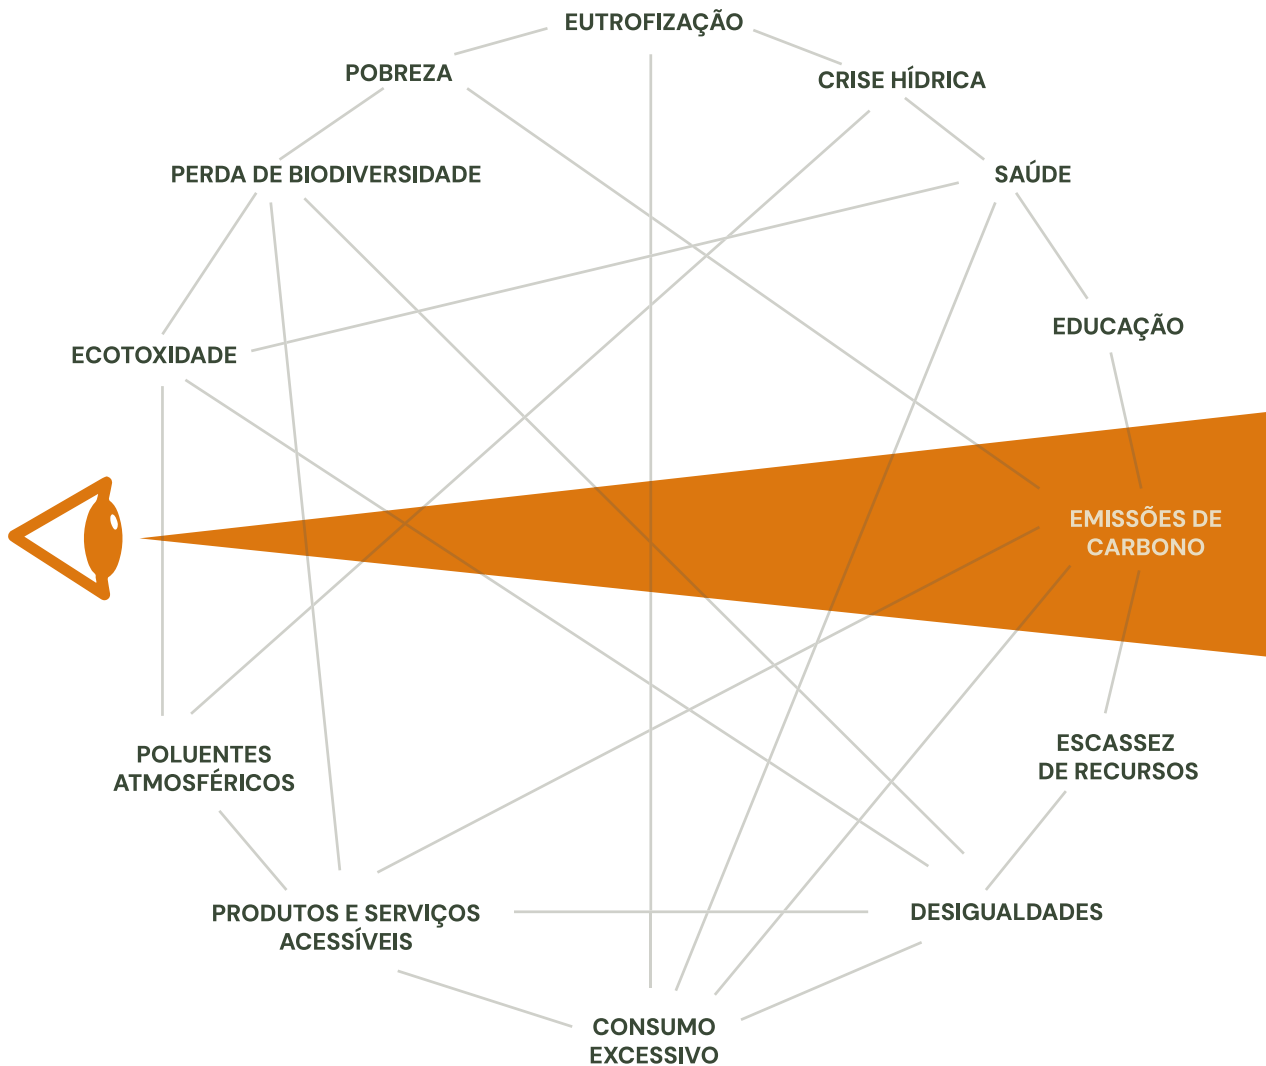 EUTROFIZAÇÃO
POBREZA
CRISE HÍDRICA
PERDA DE BIODIVERSIDADE
SAÚDE
EDUCAÇÃO
ECOTOXIDADE
EMISSÕES DE
CARBONO
ESCASSEZ
DE RECURSOS
POLUENTES
ATMOSFÉRICOS
PRODUTOS E SERVIÇOS
ACESSÍVEIS
DESIGUALDADES
CONSUMO
EXCESSIVO